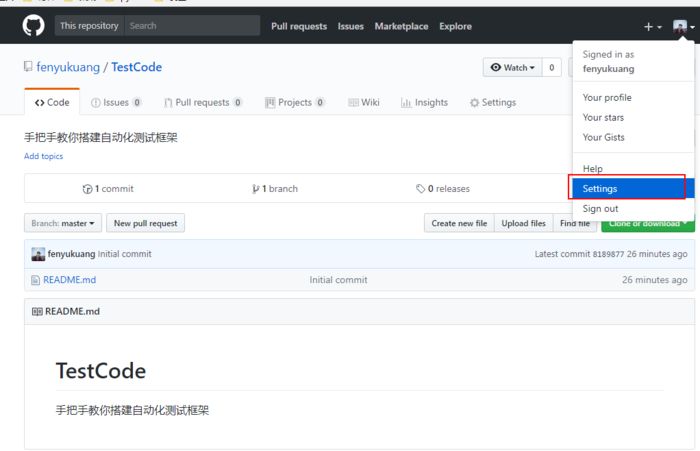 This repository Search Pull requests Issues Marketplace Explore
Signed in as
fenyukuang
Your profile
Your stars
Your Gists
Help
Settings
Sign out
fenyukuang / TestCode
Watch 0
Code Issues 0 Pull requests 0 Projects 0 Wiki Insights Settings
手把手教你搭建自动化测试框架
Add topics
1 commit 1 branch 0 releases
Branch: master New pull request Create new file Upload files Find file Clone or download
fenyukuang Initial commit Latest commit 8189877 26 minutes ago
README.md Initial commit 26 minutes ago
README.md
TestCode
手把手教你搭建自动化测试框架